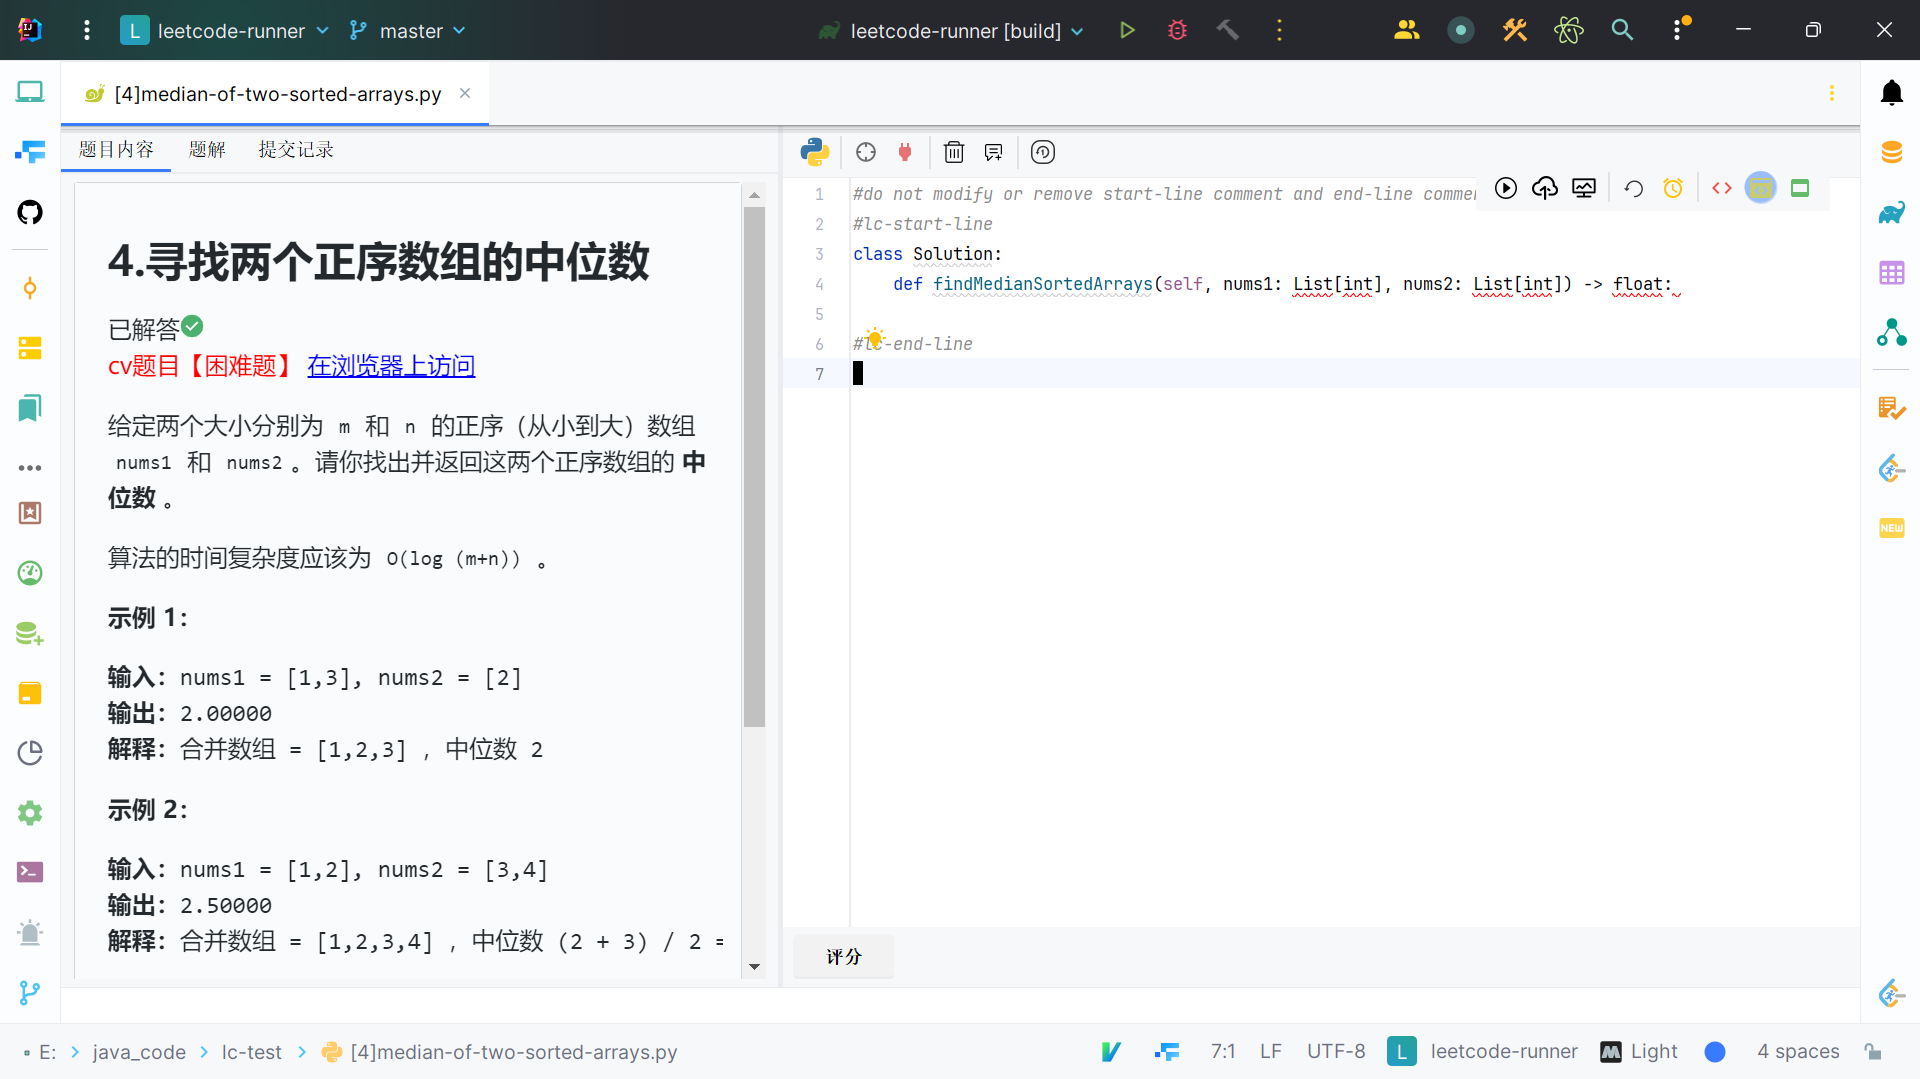 L leetcode-runner master leetcode-runner [build]
[4]median-of-two-sorted-arrays.py
题目内容 题解 提交记录
4.寻找两个正序数组的中位数
已解答
cv题目【困难题】 在浏览器上访问
给定两个大小分别为 m 和 n 的正序（从小到大）数组
nums1 和 nums2 。请你找出并返回这两个正序数组的 中
位数 。
算法的时间复杂度应该为 O(log (m+n)) 。
示例 1：
输入：nums1 = [1,3], nums2 = [2]
输出：2.00000
解释：合并数组 = [1,2,3] ，中位数 2
示例 2：
输入：nums1 = [1,2], nums2 = [3,4]
输出：2.50000
解释：合并数组 = [1,2,3,4] ，中位数 (2 + 3) / 2 =
1 #do not modify or remove start-line comment and end-line commen
2 #lc-start-line
3 class Solution:
4 def findMedianSortedArrays(self, nums1: List[int], nums2: List[int]) -> float:
5
6 #lc-end-line
7
评分
NEW
E: java_code lc-test [4]median-of-two-sorted-arrays.py
7:1 LF UTF-8 L leetcode-runner Light 4 spaces